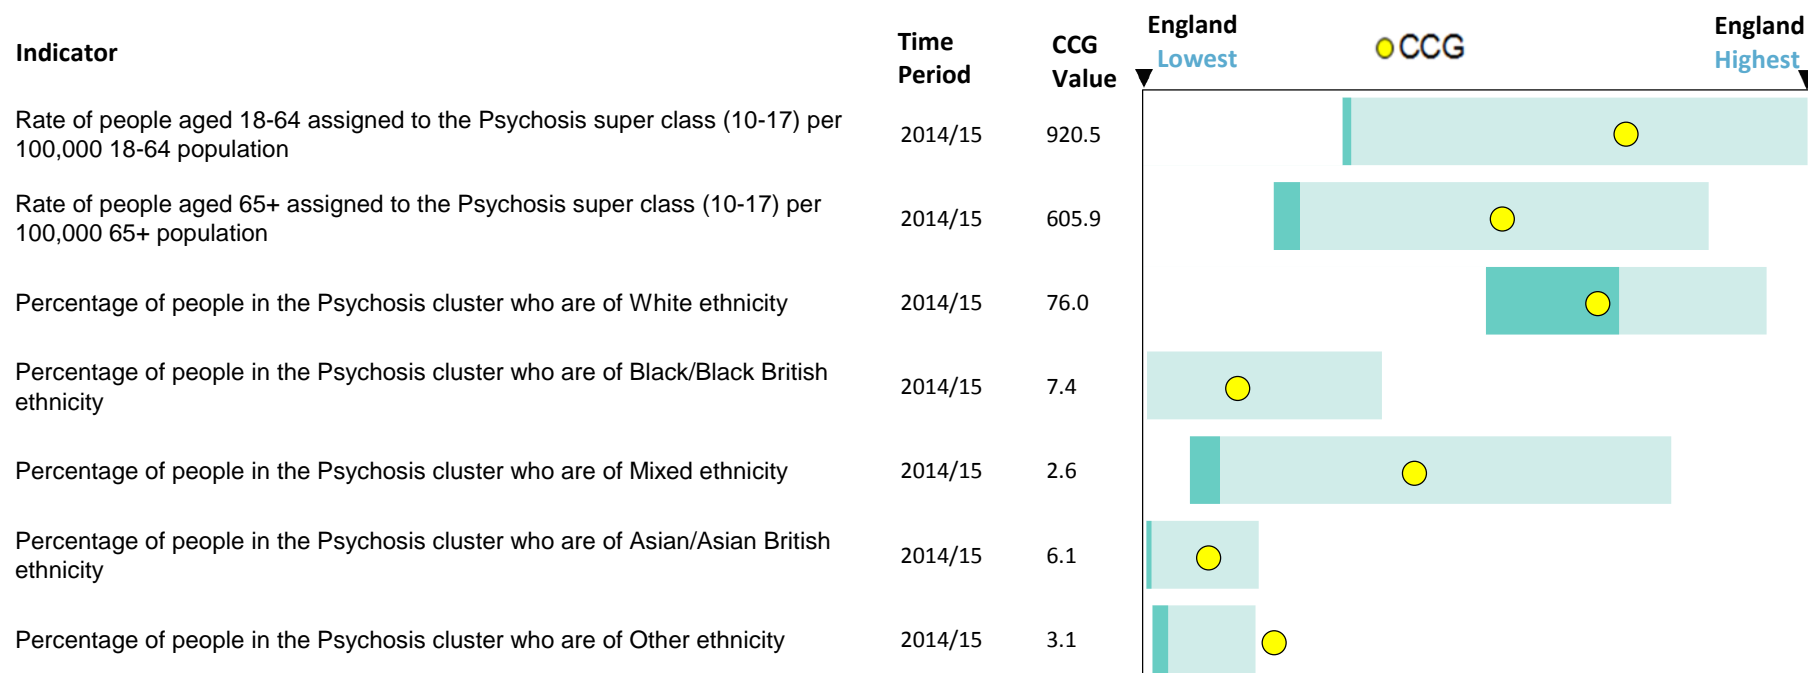 Indicator
Time Period
CCG Value
England Lowest
CCG
England Highest
Rate of people aged 18-64 assigned to the Psychosis super class (10-17) per
100,000 18-64 population
2014/15
920.5
Rate of people aged 65+ assigned to the Psychosis super class (10-17) per
100,000 65+ population
2014/15
605.9
Percentage of people in the Psychosis cluster who are of White ethnicity
2014/15
76.0
Percentage of people in the Psychosis cluster who are of Black/Black British
ethnicity
2014/15
7.4
Percentage of people in the Psychosis cluster who are of Mixed ethnicity
2014/15
2.6
Percentage of people in the Psychosis cluster who are of Asian/Asian British
ethnicity
2014/15
6.1
Percentage of people in the Psychosis cluster who are of Other ethnicity
2014/15
3.1